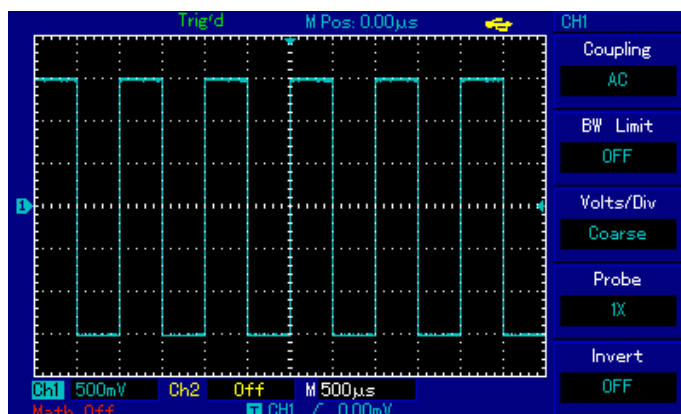 Trig'd M Pos: 0.00μs CH1
Coupling
AC
BW Limit
OFF
Volts/Div
Coarse
Probe
1X
Invert
OFF
1
Ch1 500mV Ch2 Off M 500μs
Math Off T CH1 / 0.00mV